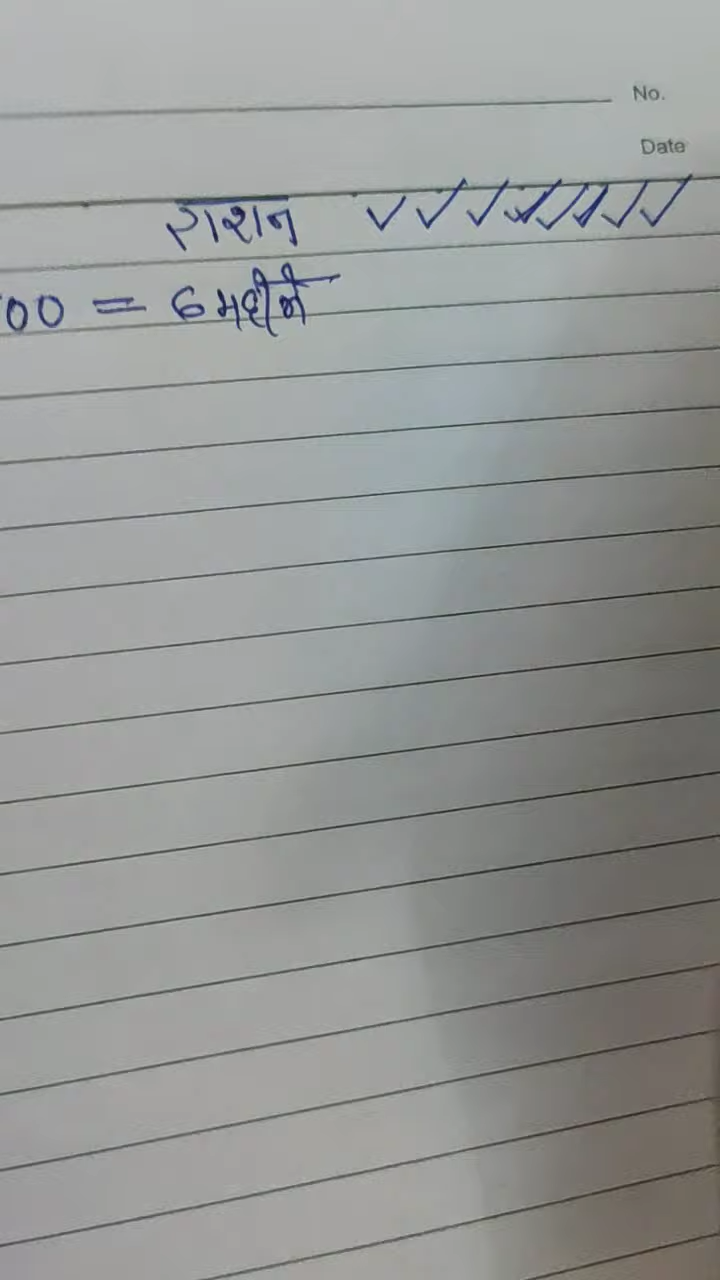 No.
Date
राशन ✓ ✓ ✓ ✓ ✓ ✓ ✓ ✓
00 = 6 महीने